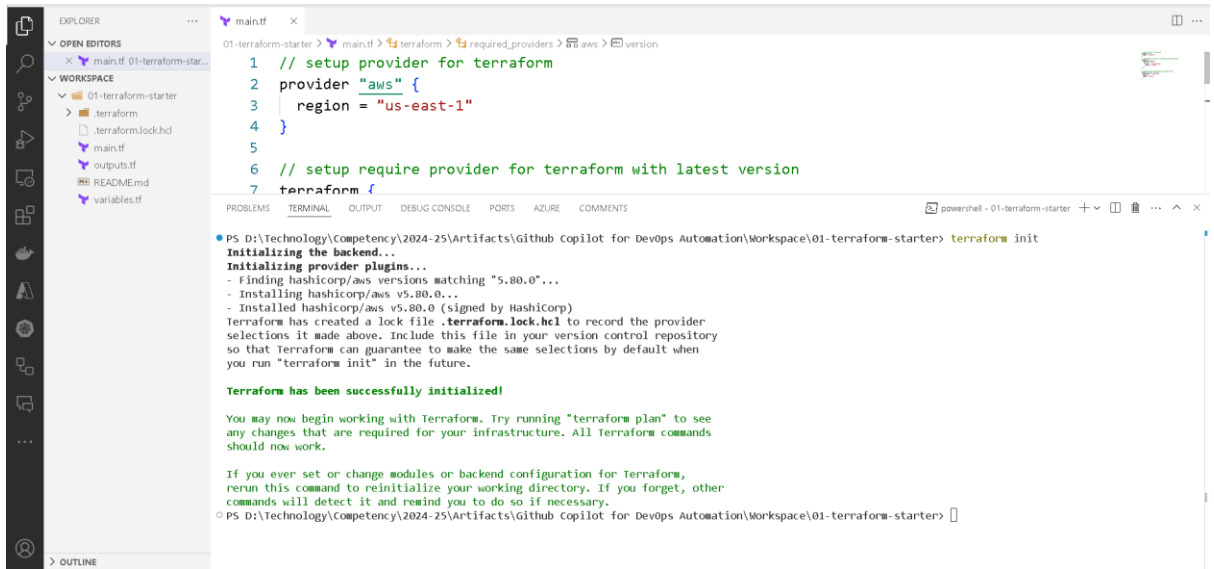 EXPLORER
OPEN EDITORS
main.tf 01-terraform-star...
WORKSPACE
01-terraform-starter
.terraform
.terraform.lock.hcl
main.tf
outputs.tf
README.md
variables.tf
OUTLINE
main.tf
01-terraform-starter > main.tf > terraform > required_providers > aws > version
1 // setup provider for terraform
2 provider "aws" {
3 region = "us-east-1"
4 }
5
6 // setup require provider for terraform with latest version
7 terraform {
PROBLEMS TERMINAL OUTPUT DEBUG CONSOLE PORTS AZURE COMMENTS
powershell - 01-terraform-starter
PS D:\Technology\Competency\2024-25\Artifacts\Github Copilot for DevOps Automation\Workspace\01-terraform-starter> terraform init
Initializing the backend...
Initializing provider plugins...
- Finding hashicorp/aws versions matching "5.80.0"...
- Installing hashicorp/aws v5.80.0...
- Installed hashicorp/aws v5.80.0 (signed by HashiCorp)
Terraform has created a lock file .terraform.lock.hcl to record the provider
selections it made above. Include this file in your version control repository
so that Terraform can guarantee to make the same selections by default when
you run "terraform init" in the future.
Terraform has been successfully initialized!
You may now begin working with Terraform. Try running "terraform plan" to see
any changes that are required for your infrastructure. All Terraform commands
should now work.
If you ever set or change modules or backend configuration for Terraform,
rerun this command to reinitialize your working directory. If you forget, other
commands will detect it and remind you to do so if necessary.
PS D:\Technology\Competency\2024-25\Artifacts\Github Copilot for DevOps Automation\Workspace\01-terraform-starter>